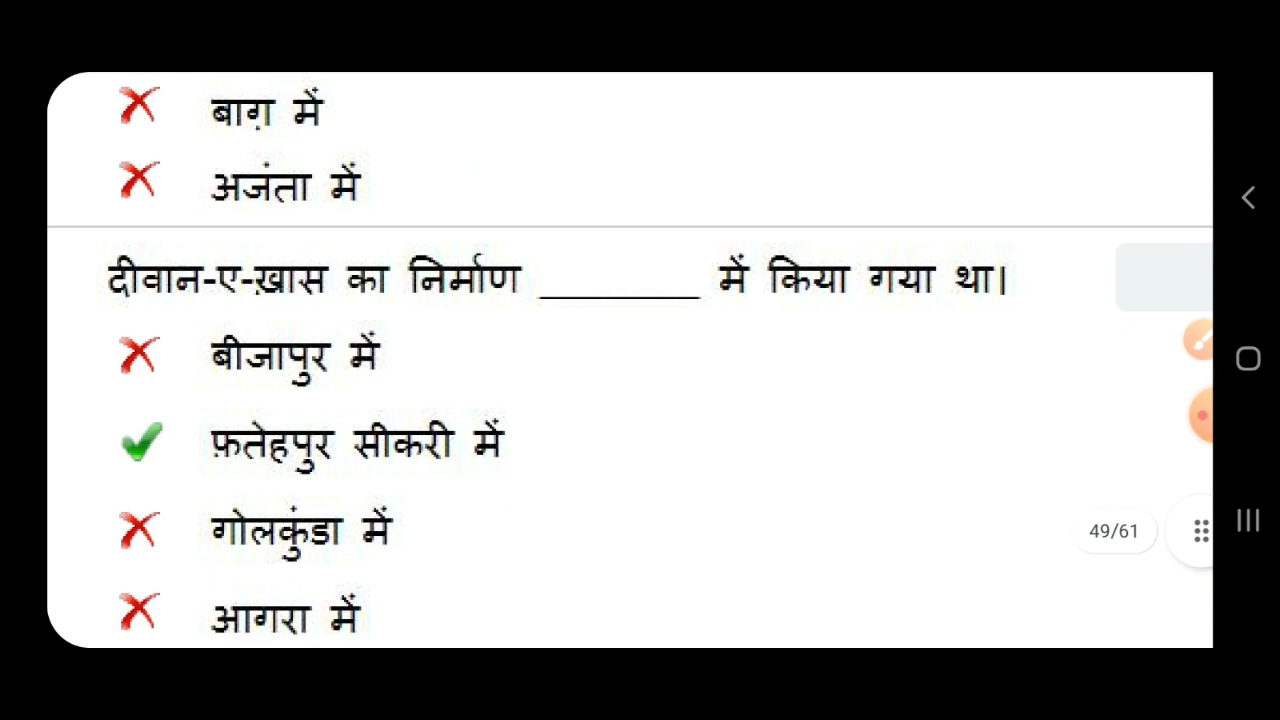 बाग़ में
अजंता में
दीवान-ए-ख़ास का निर्माण ________ में किया गया था।
बीजापुर में
फ़तेहपुर सीकरी में
गोलकुंडा में
49/61
आगरा में